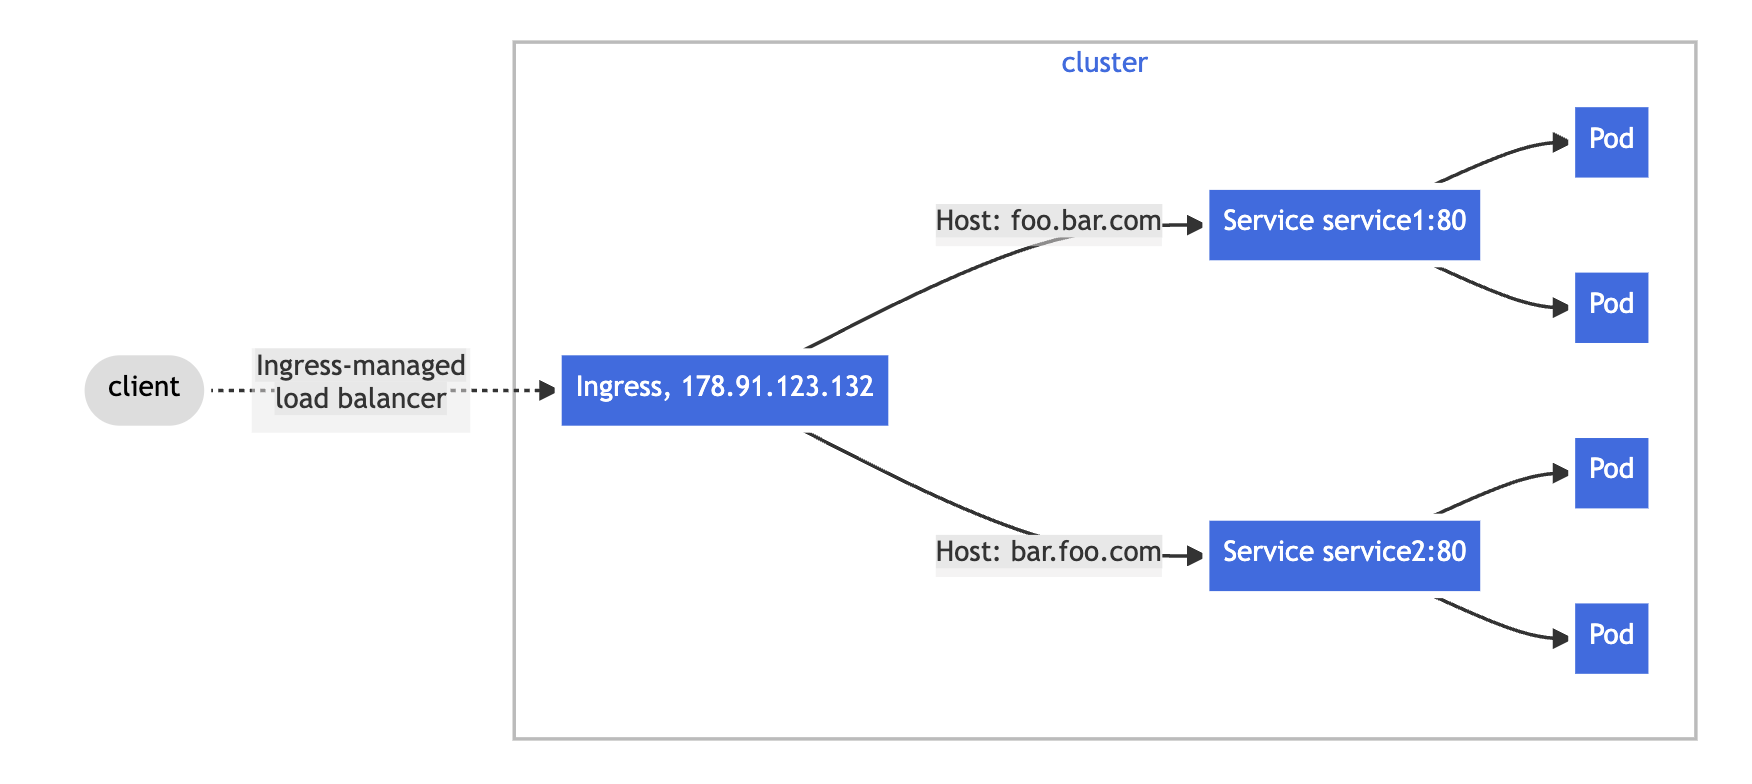 cluster
client
Ingress-managed
load balancer
Ingress, 178.91.123.132
Host: foo.bar.com
Service service1:80
Pod
Pod
Host: bar.foo.com
Service service2:80
Pod
Pod